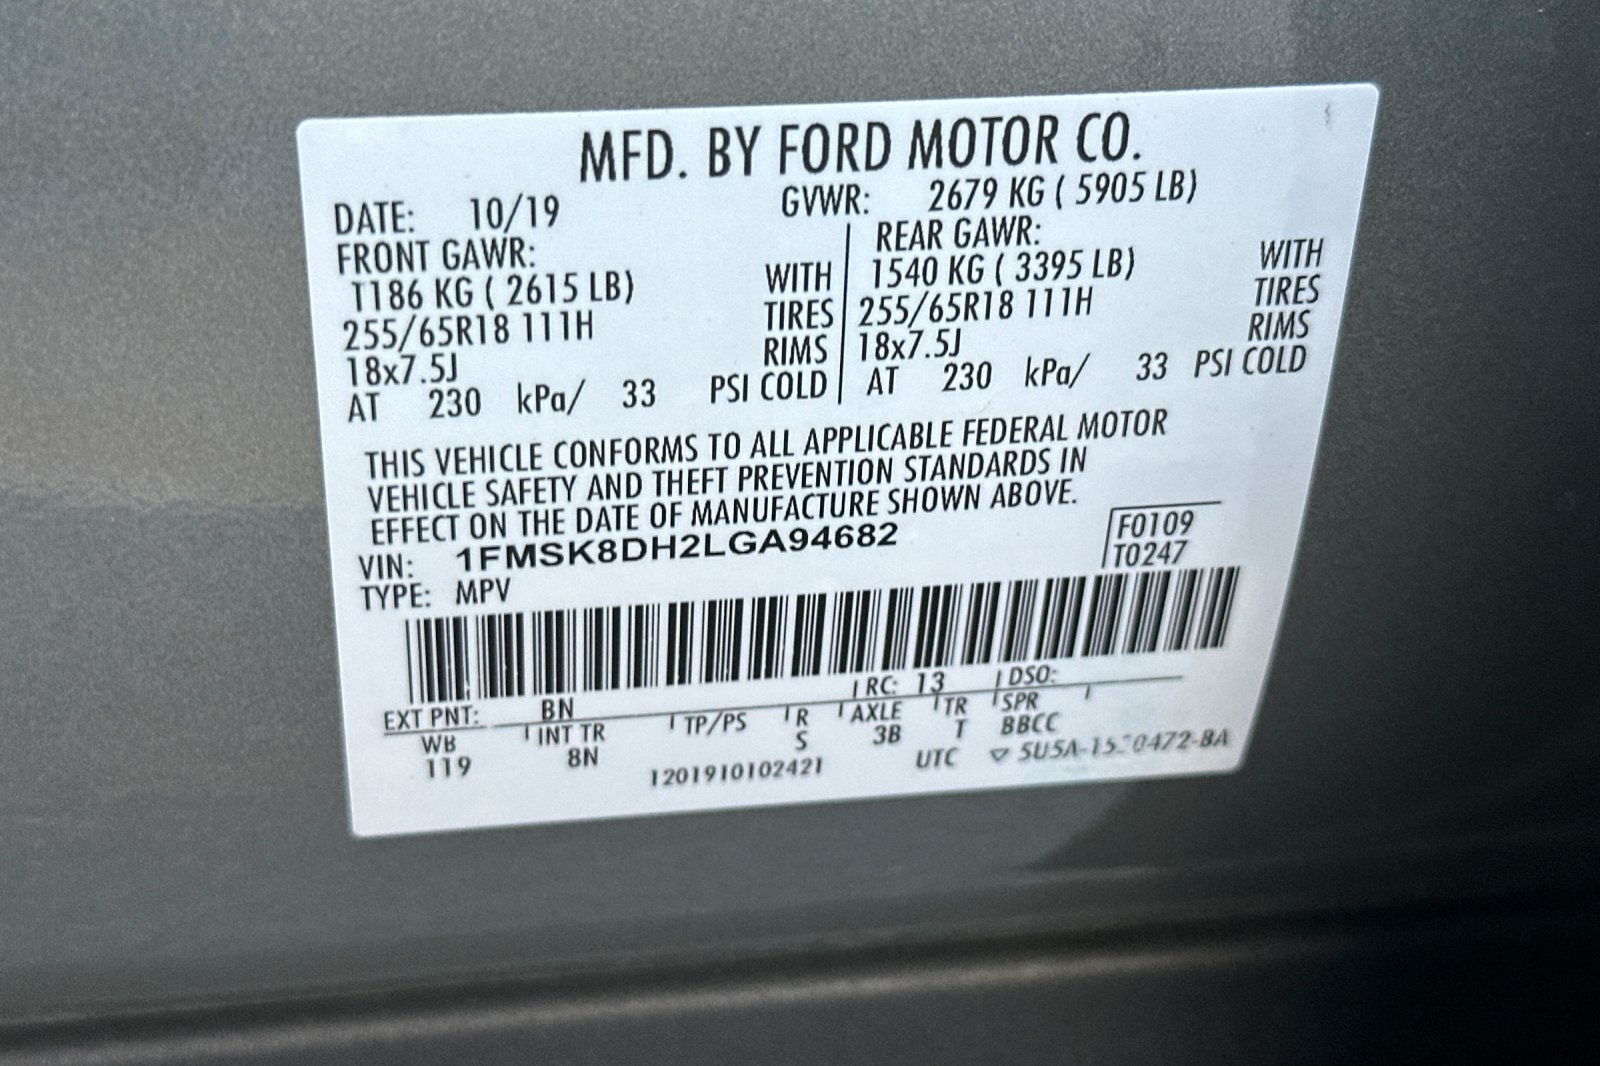 MFD. BY FORD MOTOR CO.
DATE: 10/19 GVWR: 2679 KG ( 5905 LB)
FRONT GAWR: REAR GAWR:
1186 KG ( 2615 LB) WITH 1540 KG ( 3395 LB) WITH
255/65R18 111H TIRES 255/65R18 111H TIRES
18x7.5J RIMS 18x7.5J RIMS
AT 230 kPa/ 33 PSI COLD AT 230 kPa/ 33 PSI COLD
THIS VEHICLE CONFORMS TO ALL APPLICABLE FEDERAL MOTOR
VEHICLE SAFETY AND THEFT PREVENTION STANDARDS IN
EFFECT ON THE DATE OF MANUFACTURE SHOWN ABOVE.
VIN: 1FMSK8DH2LGA94682 F0109
TYPE: MPV T0247
EXT PNT: BN RC: 13 DSO:
WB INT TR TP/PS R AXLE TR SPR
119 8N S 3B T BBCC
1201910102421 UTC